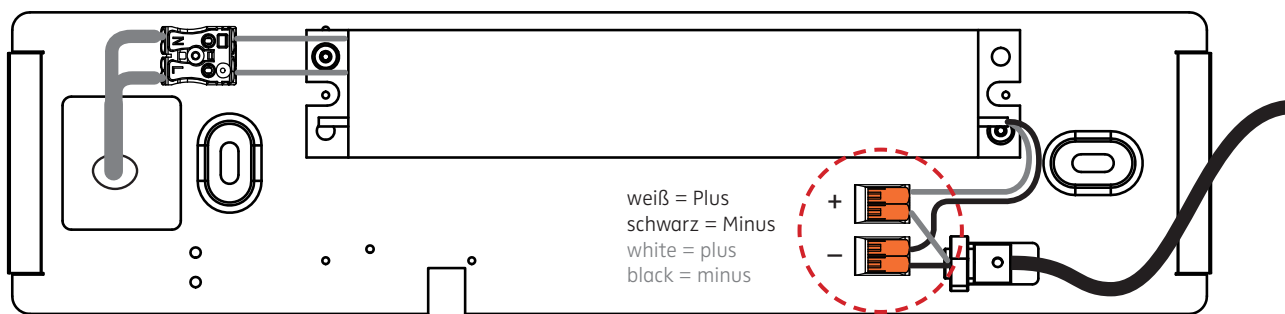 N
L
weiß = Plus
schwarz = Minus
white = plus
black = minus
+
–